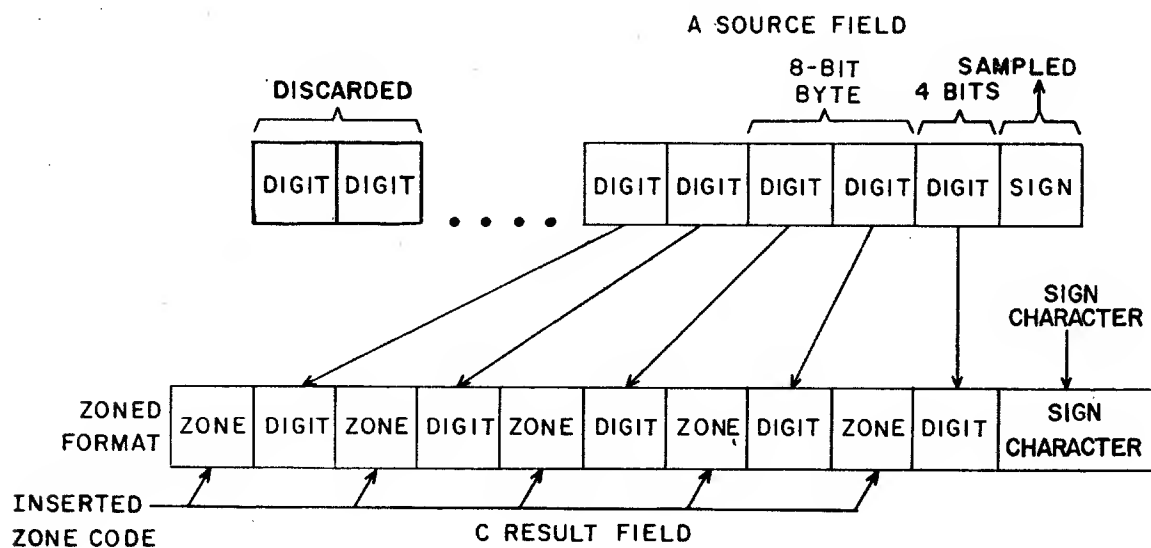 A SOURCE FIELD
8-BIT
BYTE
SAMPLED
4 BITS
DISCARDED
DIGIT DIGIT DIGIT DIGIT DIGIT DIGIT DIGIT SIGN
SIGN
CHARACTER
ZONED
FORMAT
ZONE DIGIT ZONE DIGIT ZONE DIGIT ZONE DIGIT ZONE DIGIT SIGN
CHARACTER
INSERTED
ZONE CODE
C RESULT FIELD